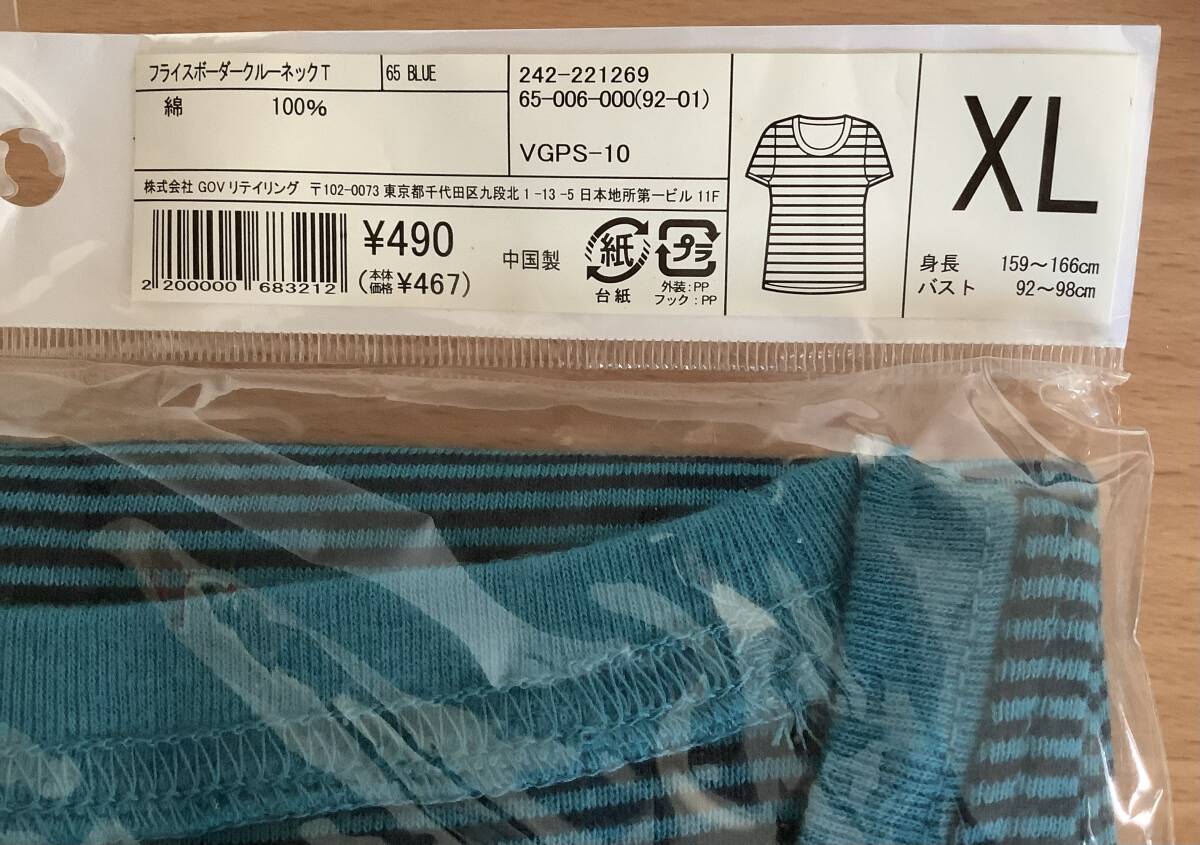 フライスボーダークルーネックT
65 BLUE
綿 100%
242-221269
65-006-000(92-01)
VGPS-10
株式会社 GOVリテイリング 〒102-0073 東京都千代田区九段北1-13-5日本地所第一ビル11F
2 200000 683212
¥490
(本体価格 ¥467)
中国製
紙
台紙
プラ
外装:PP
フック:PP
XL
身長 159~166cm
バスト 92~98cm